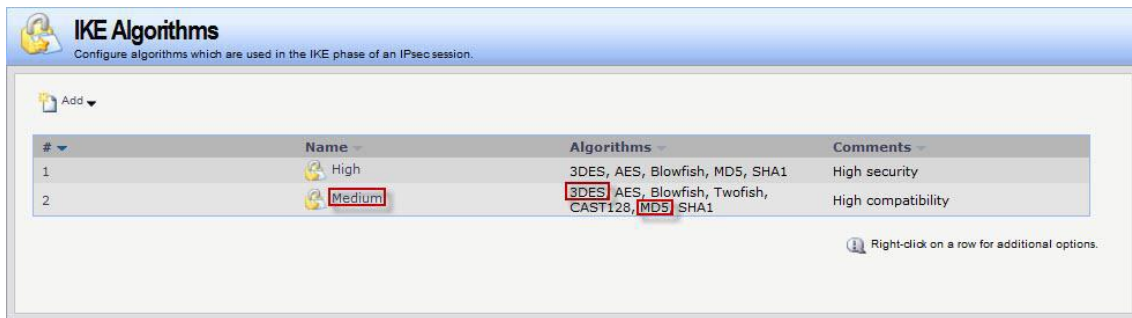 IKE Algorithms
Configure algorithms which are used in the IKE phase of an IPsec session.
Add
# Name Algorithms Comments
1 High 3DES, AES, Blowfish, MD5, SHA1 High security
2 Medium 3DES, AES, Blowfish, Twofish, CAST128, MD5, SHA1 High compatibility
Right-click on a row for additional options.